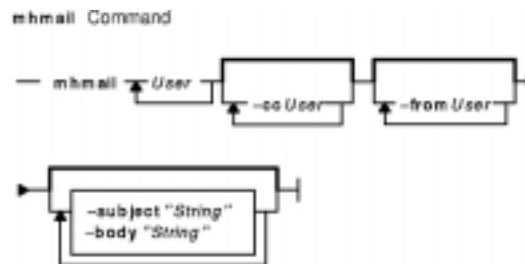 mhmail Command
mhmail User -cc User -from User
-subject "String"
-body "String"